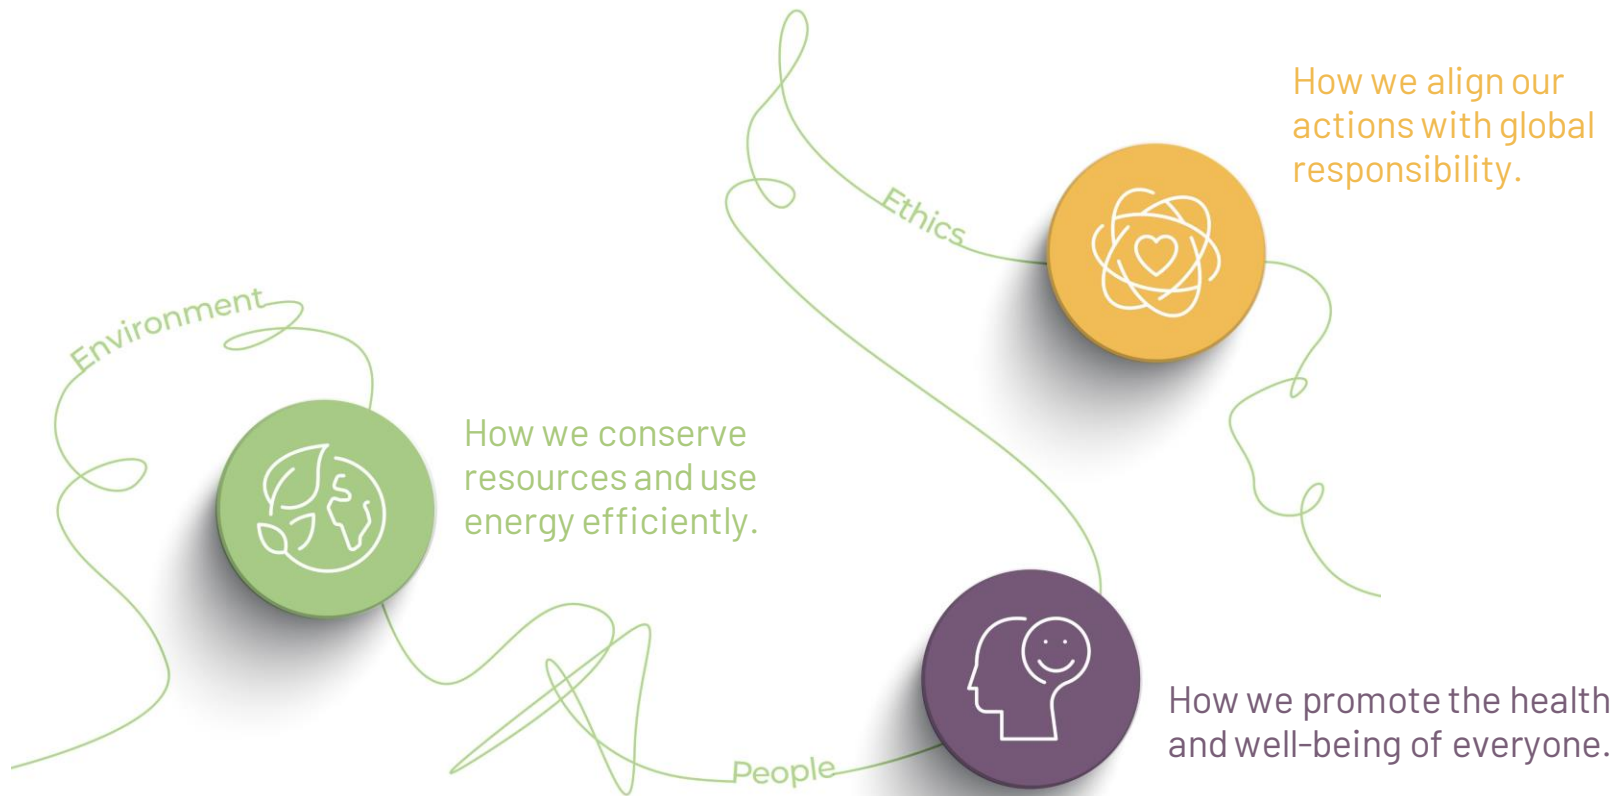 Environment
How we conserve
resources and use
energy efficiently.
People
How we promote the health
and well-being of everyone.
Ethics
How we align our
actions with global
responsibility.